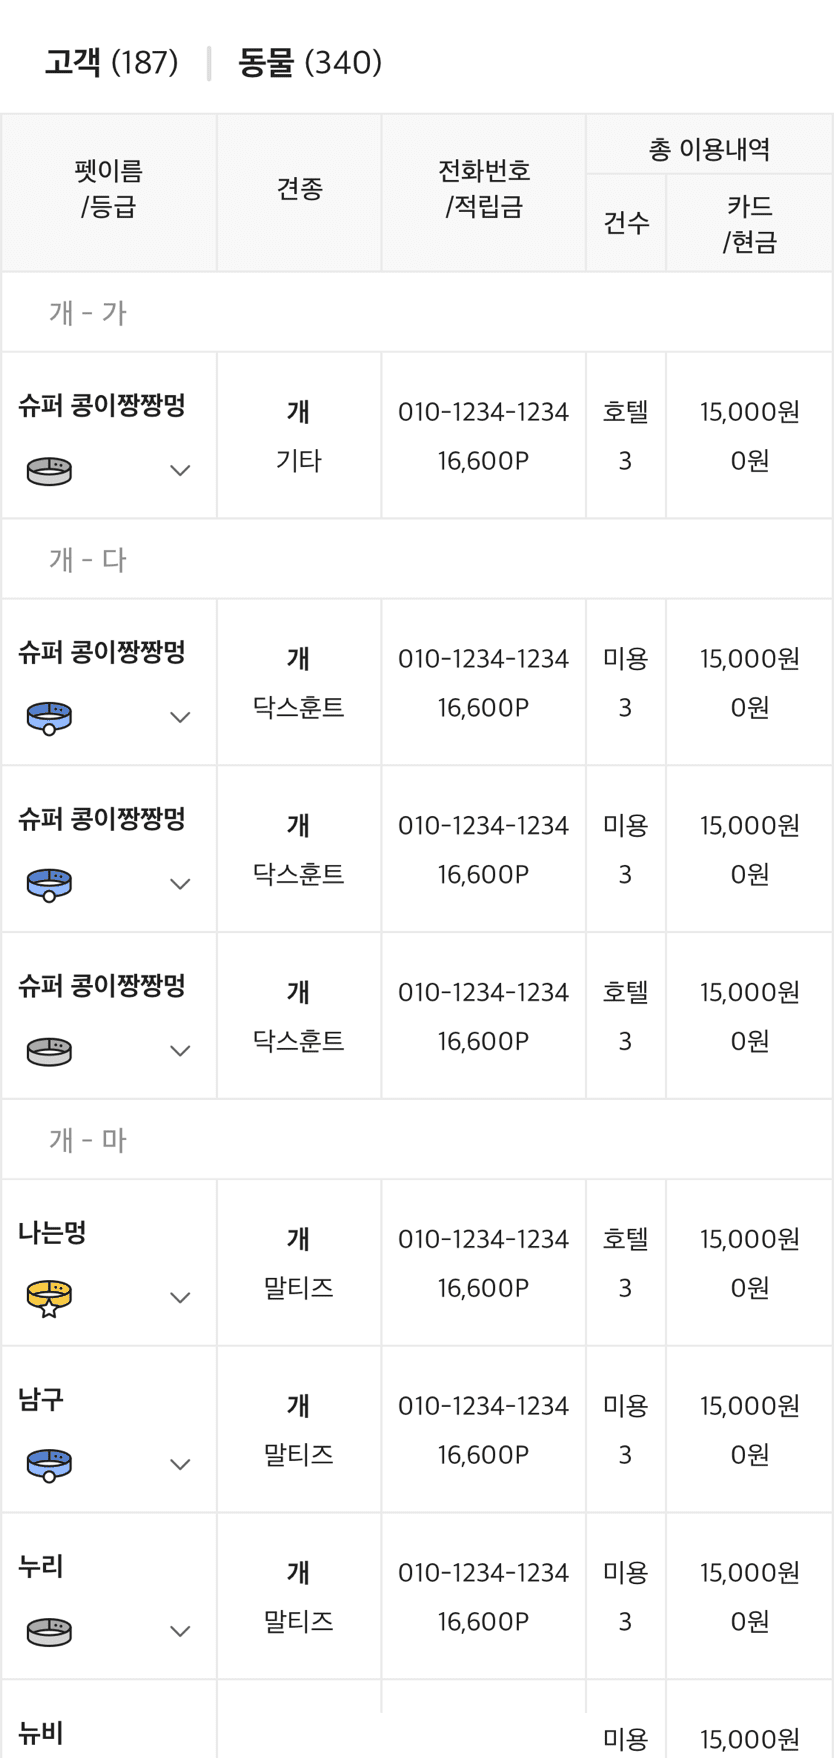 고객 (187) 동물 (340)
펫이름
/등급
견종
전화번호
/적립금
총 이용내역
건수
카드
/현금
개 - 가
슈퍼 콩이짱짱멍
개
기타
010-1234-1234
16,600P
호텔
3
15,000원
0원
개 - 다
슈퍼 콩이짱짱멍
개
닥스훈트
010-1234-1234
16,600P
미용
3
15,000원
0원
슈퍼 콩이짱짱멍
개
닥스훈트
010-1234-1234
16,600P
미용
3
15,000원
0원
슈퍼 콩이짱짱멍
개
닥스훈트
010-1234-1234
16,600P
호텔
3
15,000원
0원
개 - 마
나는멍
개
말티즈
010-1234-1234
16,600P
호텔
3
15,000원
0원
남구
개
말티즈
010-1234-1234
16,600P
미용
3
15,000원
0원
누리
개
말티즈
010-1234-1234
16,600P
미용
3
15,000원
0원
뉴비
미용
15,000원